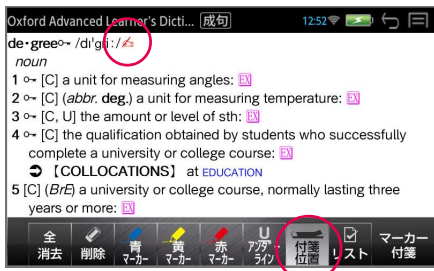 Oxford Advanced Learner's Dicti... 成句 12:52
de·gree /dɪˈɡriː/
noun
1 [C] a unit for measuring angles: EX
2 [C] (abbr. deg.) a unit for measuring temperature: EX
3 [C, U] the amount or level of sth: EX
4 [C] the qualification obtained by students who successfully
complete a university or college course: EX
【COLLOCATIONS】 at EDUCATION
5 [C] (BrE) a university or college course, normally lasting three
years or more: EX
全消去 削除 青マーカー 黄マーカー 赤マーカー Uアンダーライン 付箋位置 リスト マーカー付箋